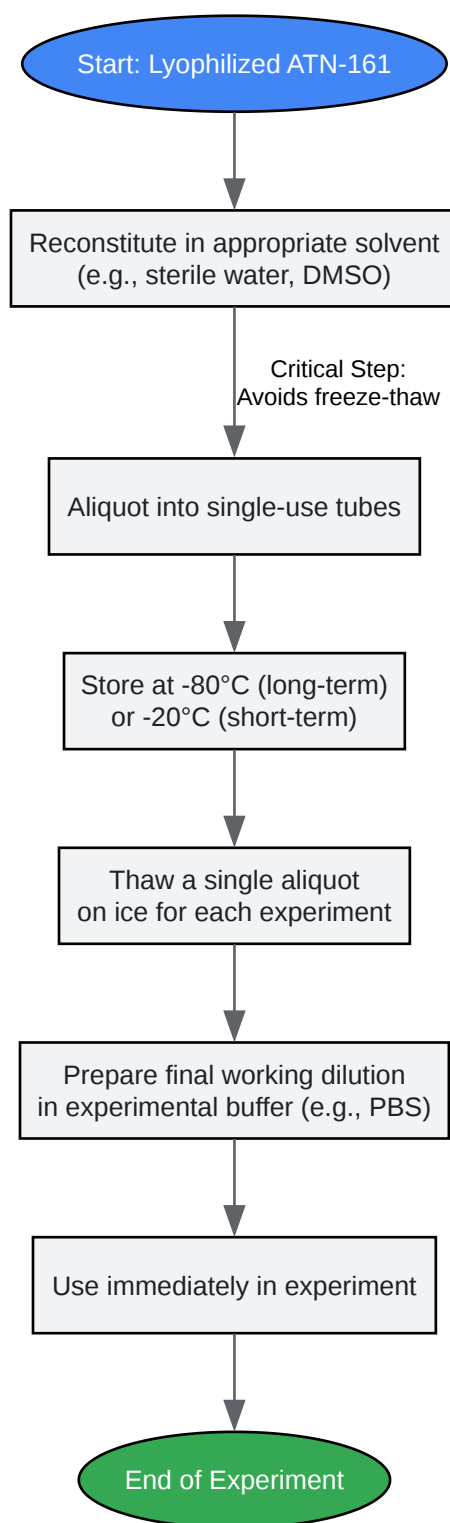 Start: Lyophilized ATN-161
Reconstitute in appropriate solvent
(e.g., sterile water, DMSO)
Critical Step:
Avoids freeze-thaw
Aliquot into single-use tubes
Store at -80°C (long-term)
or -20°C (short-term)
Thaw a single aliquot
on ice for each experiment
Prepare final working dilution
in experimental buffer (e.g., PBS)
Use immediately in experiment
End of Experiment